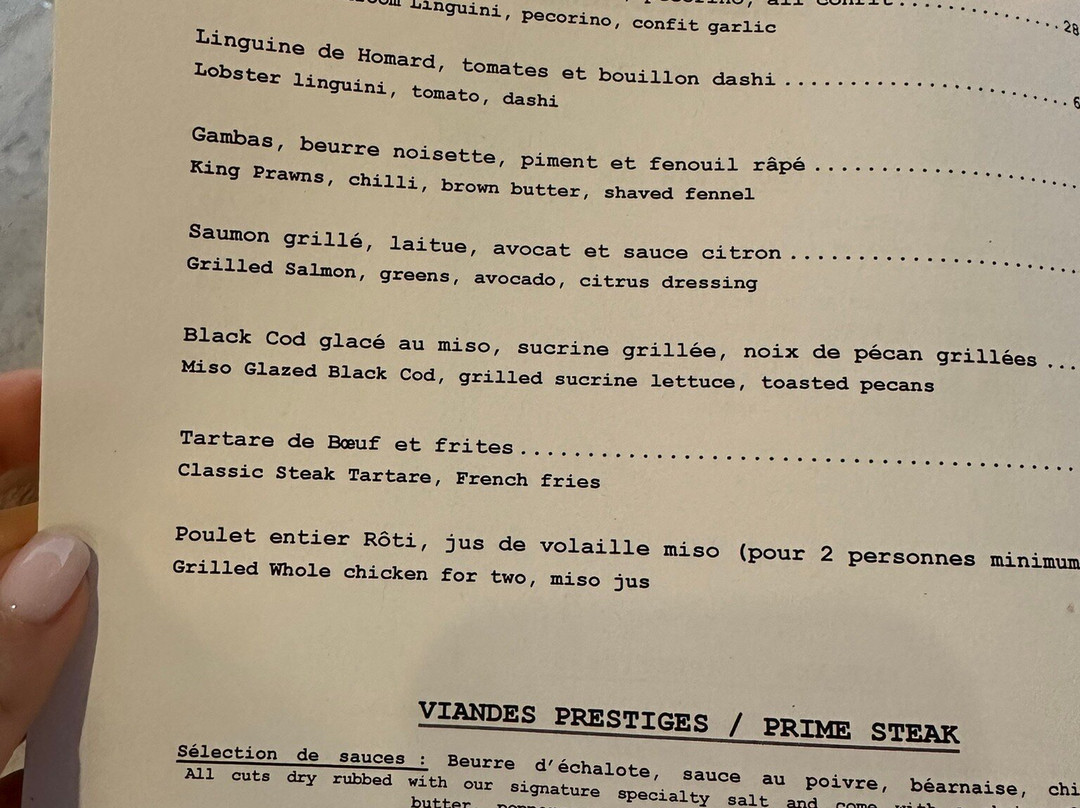 Linguini, pecorino, confit garlic
28
Linguine de Homard, tomates et bouillon dashi
Lobster linguini, tomato, dashi
Gambas, beurre noisette, piment et fenouil râpé
King Prawns, chilli, brown butter, shaved fennel
Saumon grillé, laitue, avocat et sauce citron
Grilled Salmon, greens, avocado, citrus dressing
Black Cod glacé au miso, sucrine grillée, noix de pécan grillées
Miso Glazed Black Cod, grilled sucrine lettuce, toasted pecans
Tartare de Bœuf et frites
Classic Steak Tartare, French fries
Poulet entier Rôti, jus de volaille miso (pour 2 personnes minimum
Grilled Whole chicken for two, miso jus
VIANDES PRESTIGES / PRIME STEAK
Sélection de sauces : Beurre d'échalote, sauce au poivre, béarnaise, chi
All cuts dry rubbed with our signature specialty salt and come with
butter